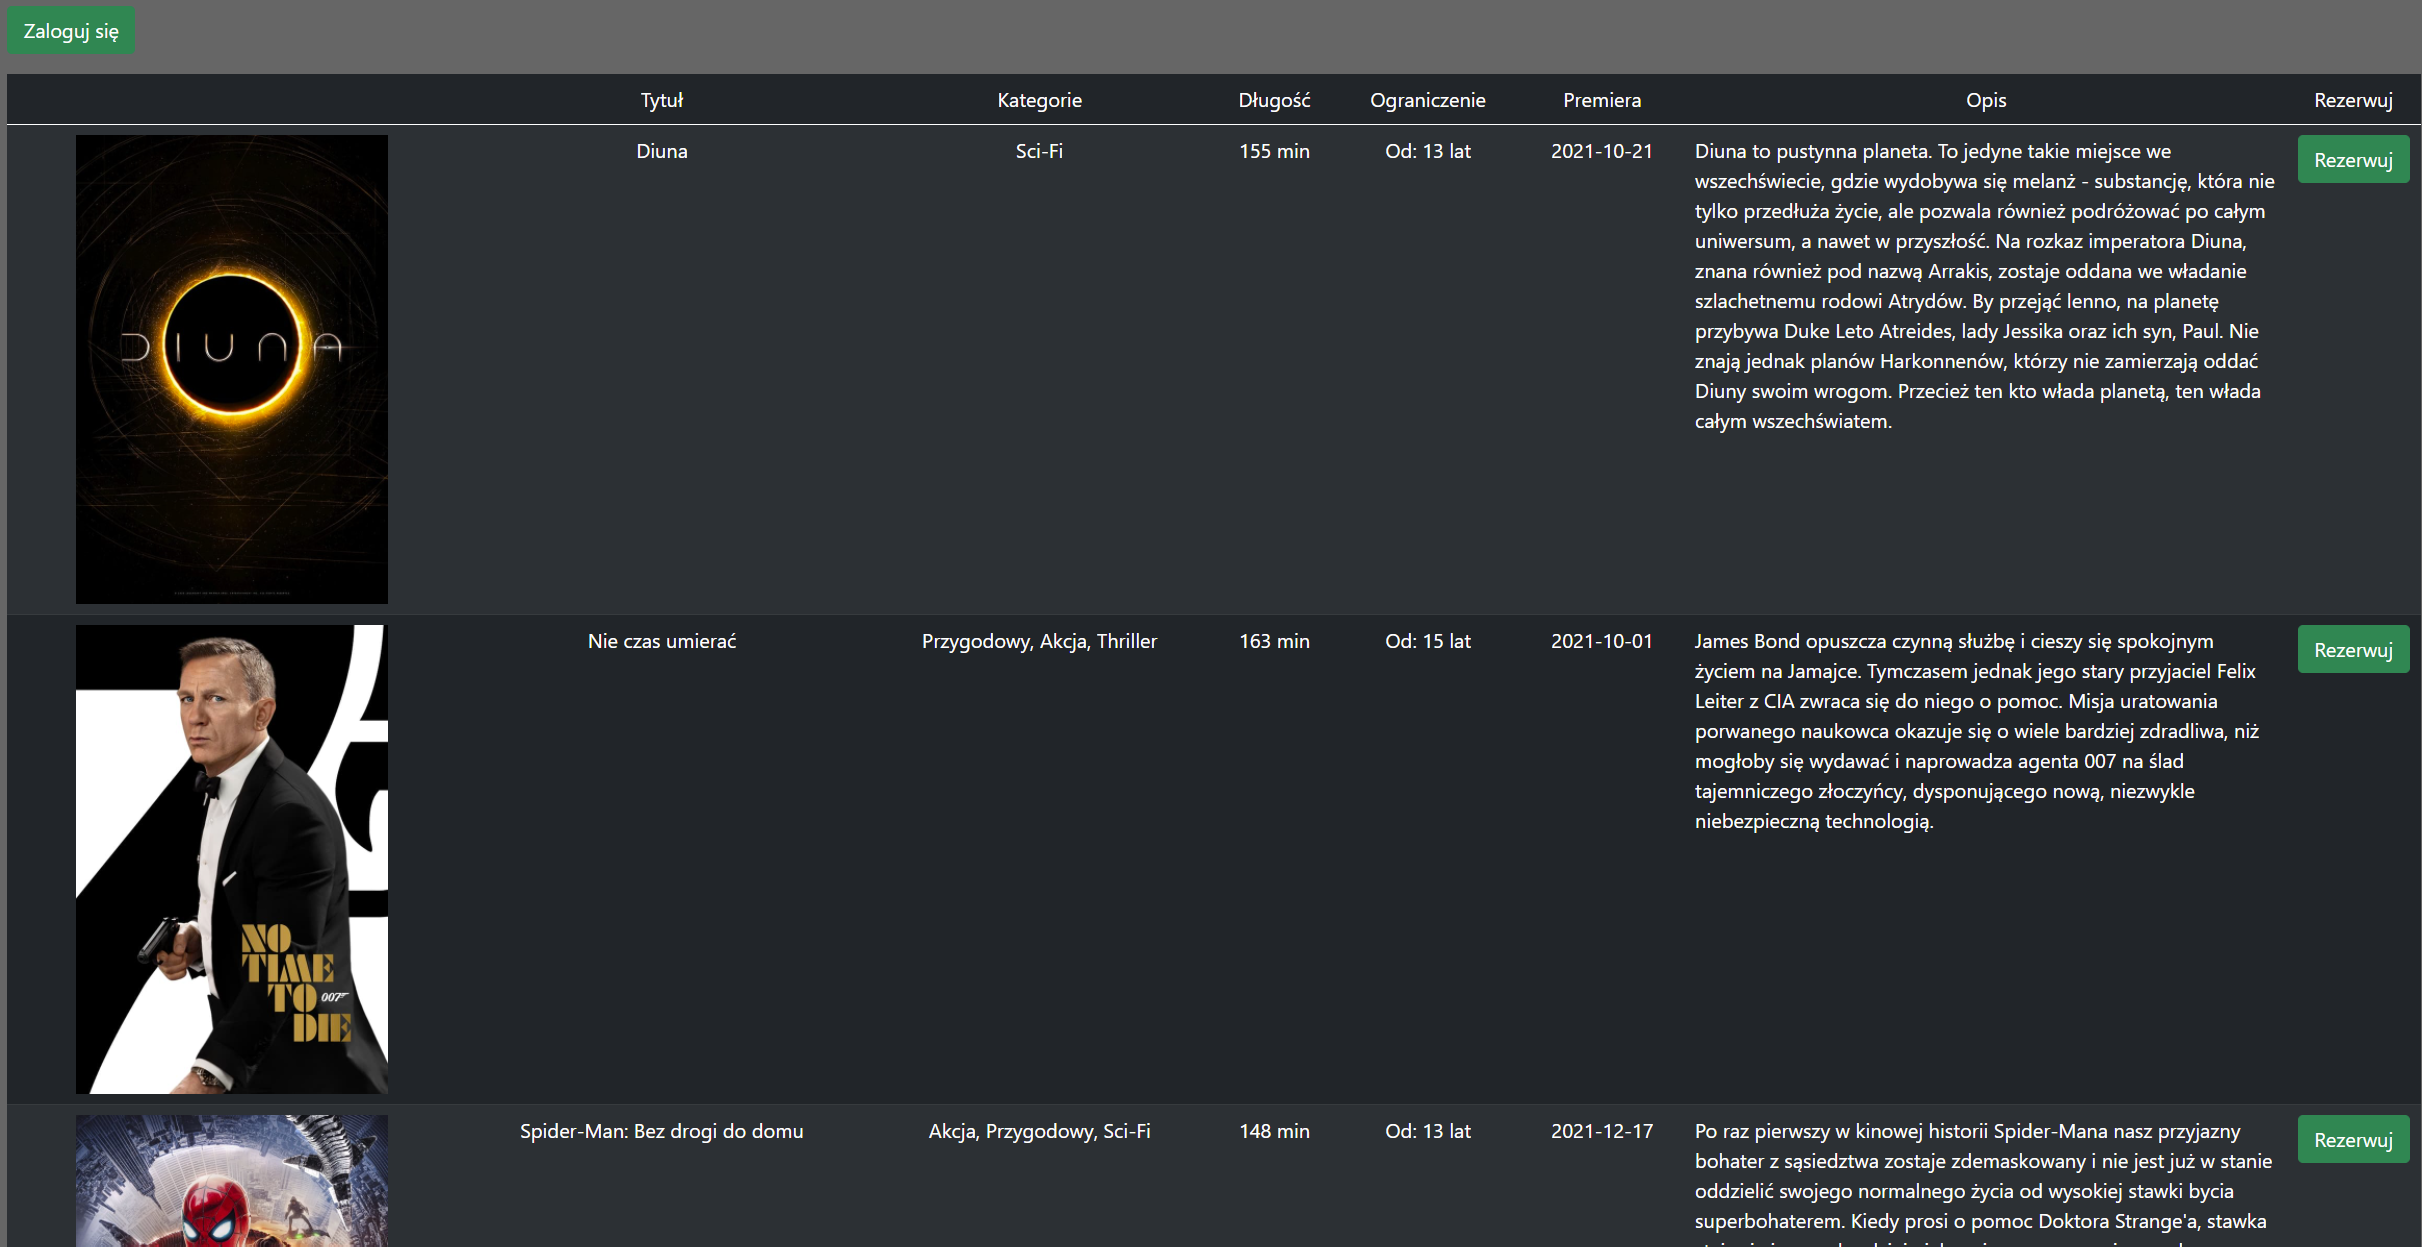 Zaloguj się
Tytuł Kategorie Długość Ograniczenie Premiera Opis Rezerwuj
DIUNA
Diuna Sci-Fi 155 min Od: 13 lat 2021-10-21
Diuna to pustynna planeta. To jedyne takie miejsce we
wszechświecie, gdzie wydobywa się melanż - substancję, która nie
tylko przedłuża życie, ale pozwala również podróżować po całym
uniwersum, a nawet w przyszłość. Na rozkaz imperatora Diuna,
znana również pod nazwą Arrakis, zostaje oddana we władanie
szlachetnemu rodowi Atrydów. By przejąć lenno, na planetę
przybywa Duke Leto Atreides, lady Jessika oraz ich syn, Paul. Nie
znają jednak planów Harkonnenów, którzy nie zamierzają oddać
Diuny swoim wrogom. Przecież ten kto włada planetą, ten włada
całym wszechświatem.
Rezerwuj
NO
TIME
TO 007
DIE
Nie czas umierać Przygodowy, Akcja, Thriller 163 min Od: 15 lat 2021-10-01
James Bond opuszcza czynną służbę i cieszy się spokojnym
życiem na Jamajce. Tymczasem jednak jego stary przyjaciel Felix
Leiter z CIA zwraca się do niego o pomoc. Misja uratowania
porwanego naukowca okazuje się o wiele bardziej zdradliwa, niż
mogłoby się wydawać i naprowadza agenta 007 na ślad
tajemniczego złoczyńcy, dysponującego nową, niezwykle
niebezpieczną technologią.
Rezerwuj
Spider-Man: Bez drogi do domu Akcja, Przygodowy, Sci-Fi 148 min Od: 13 lat 2021-12-17
Po raz pierwszy w kinowej historii Spider-Mana nasz przyjazny
bohater z sąsiedztwa zostaje zdemaskowany i nie jest już w stanie
oddzielić swojego normalnego życia od wysokiej stawki bycia
superbohaterem. Kiedy prosi o pomoc Doktora Strange'a, stawka
Rezerwuj